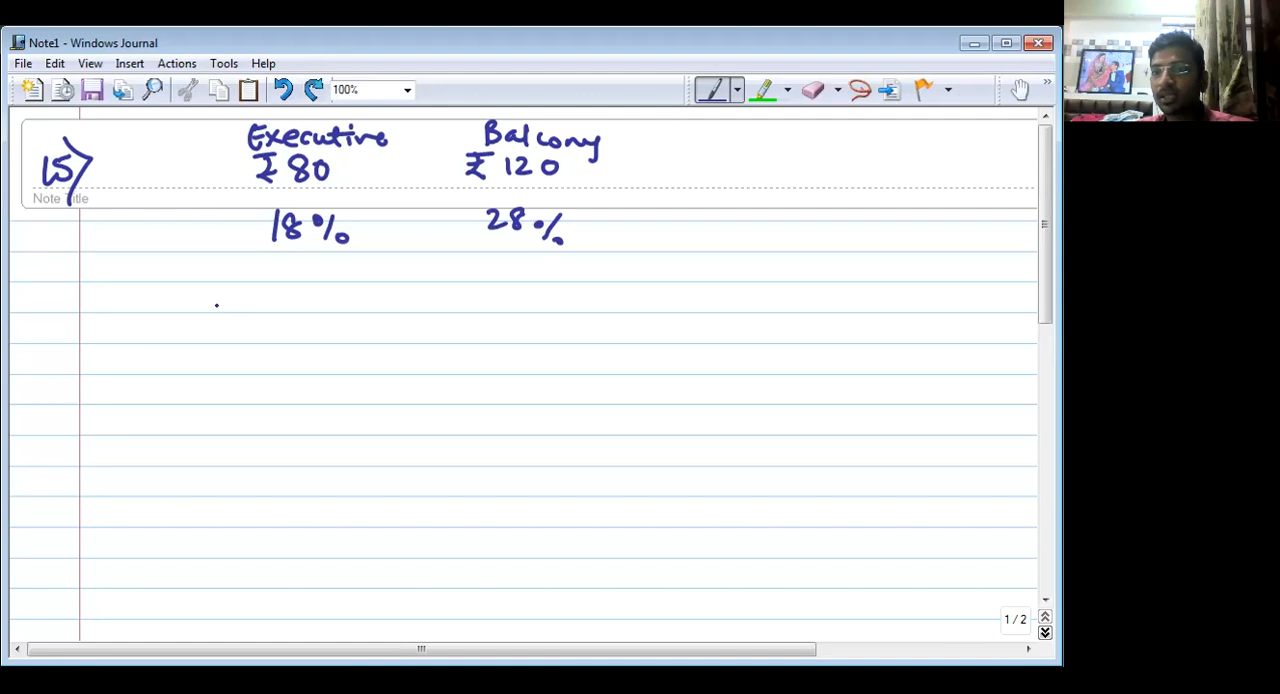 Note1 - Windows Journal
File Edit View Insert Actions Tools Help
100%
Executive Balcony
15) ₹ 80 ₹ 120
Note Title
18% 28%
1 / 2